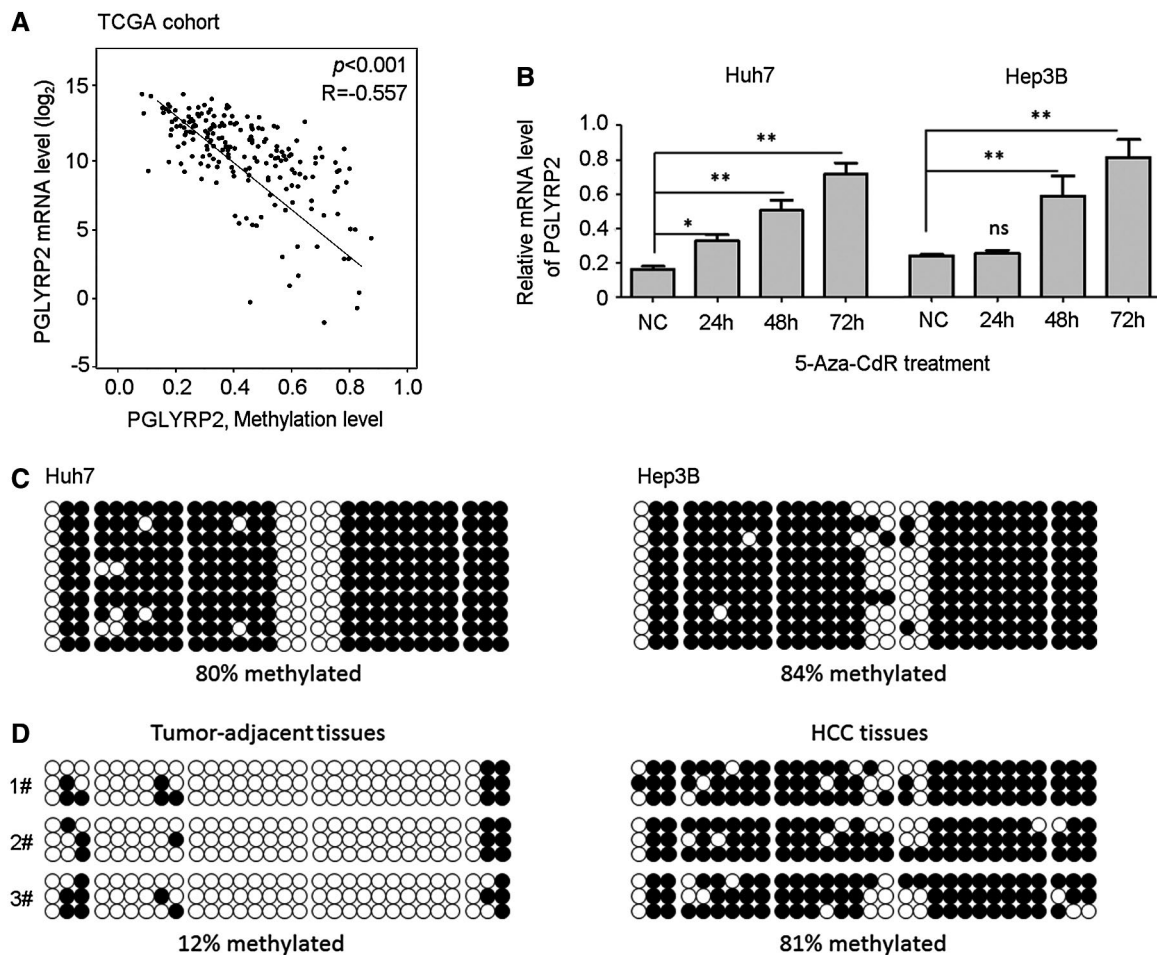 A
TCGA cohort
p<0.001
R=-0.557
PGLYRP2 mRNA level (log2)
15
10
5
0
-5
0.0 0.2 0.4 0.6 0.8 1.0
PGLYRP2, Methylation level
B
Huh7 Hep3B
Relative mRNA level
of PGLYRP2
1.0
0.8
0.6
0.4
0.2
0
* ** ** ns ** **
NC 24h 48h 72h NC 24h 48h 72h
5-Aza-CdR treatment
C
Huh7 Hep3B
80% methylated 84% methylated
D
Tumor-adjacent tissues HCC tissues
1#
2#
3#
12% methylated 81% methylated